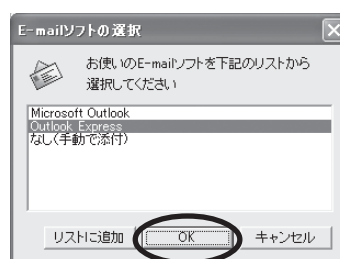 E-mailソフトの選択
お使いのE-mailソフトを下記のリストから
選択してください
Microsoft Outlook
Outlook Express
なし(手動で添付)
リストに追加 OK キャンセル